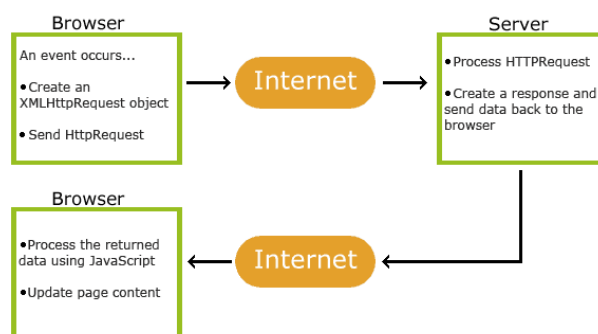 Browser
Server
An event occurs...
•Create an
XMLHttpRequest object
• Send HttpRequest
Internet
•Process HTTPRequest
•Create a response and
send data back to the
browser
Browser
•Process the returned
data using JavaScript
•Update page content
Internet